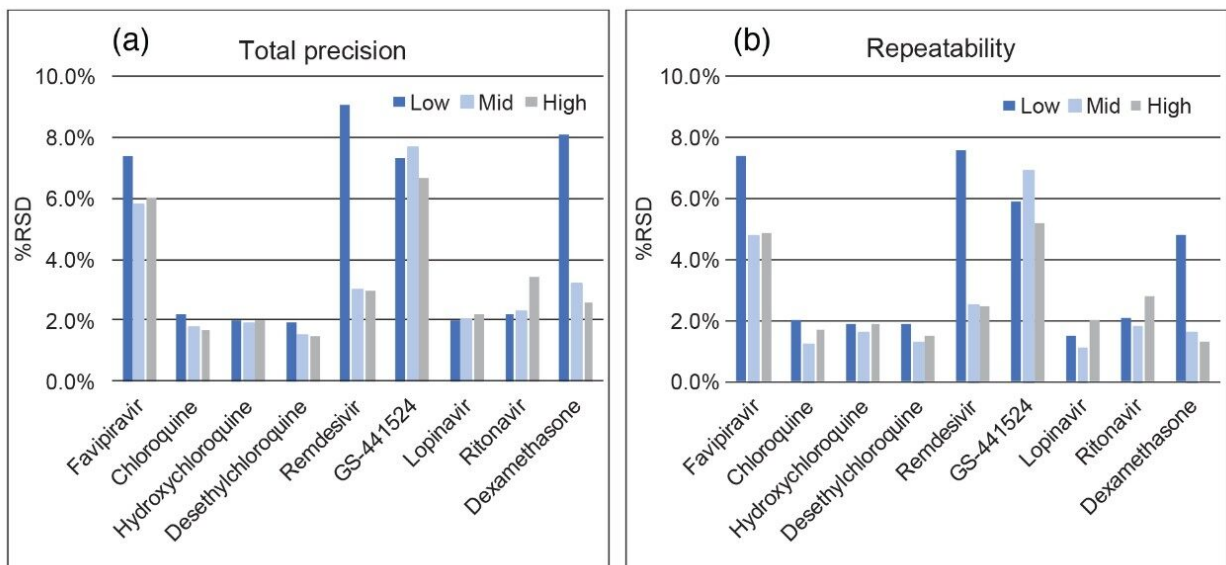 (a)
Total precision
10.0%
8.0%
6.0%
4.0%
2.0%
0.0%
%RSD
Low Mid High
Favipiravir
Chloroquine
Hydroxychloroquine
Desethylchloroquine
Remdesivir
GS-441524
Lopinavir
Ritonavir
Dexamethasone
(b)
Repeatability
10.0%
8.0%
6.0%
4.0%
2.0%
0.0%
%RSD
Low Mid High
Favipiravir
Chloroquine
Hydroxychloroquine
Desethylchloroquine
Remdesivir
GS-441524
Lopinavir
Ritonavir
Dexamethasone